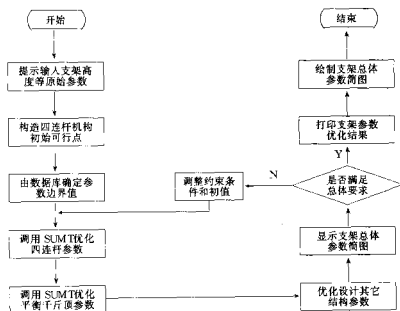 开始
提示输入支架高
度等原始参数
构造四连杆机构
初始可行点
由数据库确定参
数边界值
调用 SUMT优化
四连杆参数
调用 SUMT优化
平衡千斤顶参数
调整约束条
件和初值
N
结束
绘制支架总体
参数简图
打印支架参数
优化结果
Y
是否满足
总体要求
显示支架总体
参数简图
优化设计其它
结构参数